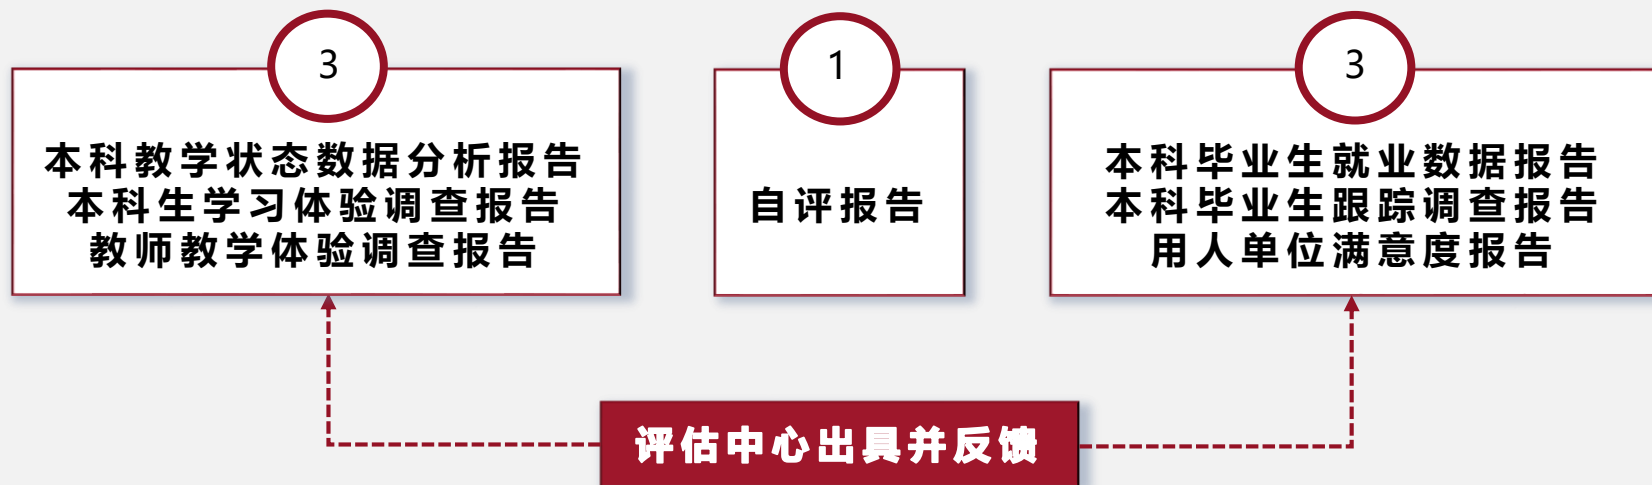 3
本科教学状态数据分析报告
本科生学习体验调查报告
教师教学体验调查报告
1
自评报告
3
本科毕业生就业数据报告
本科毕业生跟踪调查报告
用人单位满意度报告
评估中心出具并反馈